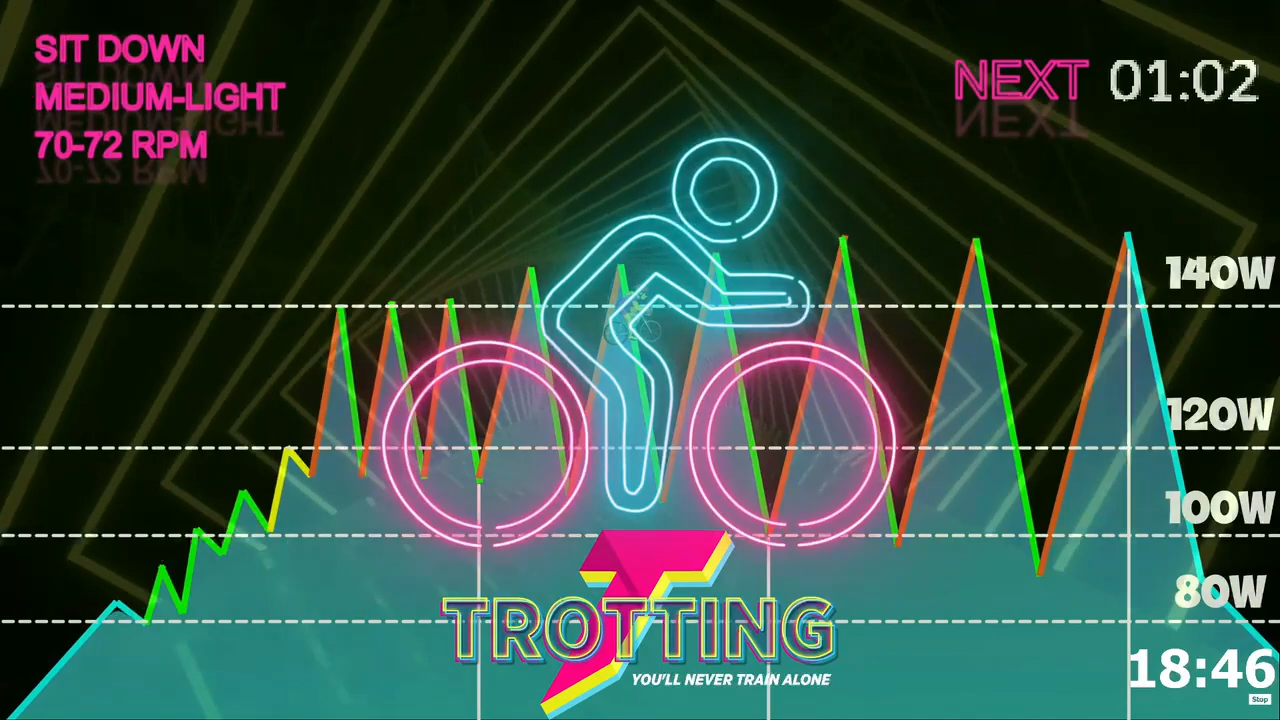 SIT DOWN
MEDIUM-LIGHT
70-72 RPM
NEXT 01:02
140W
120W
100W
80W
TROTTING
YOU'LL NEVER TRAIN ALONE
18:46
Stop